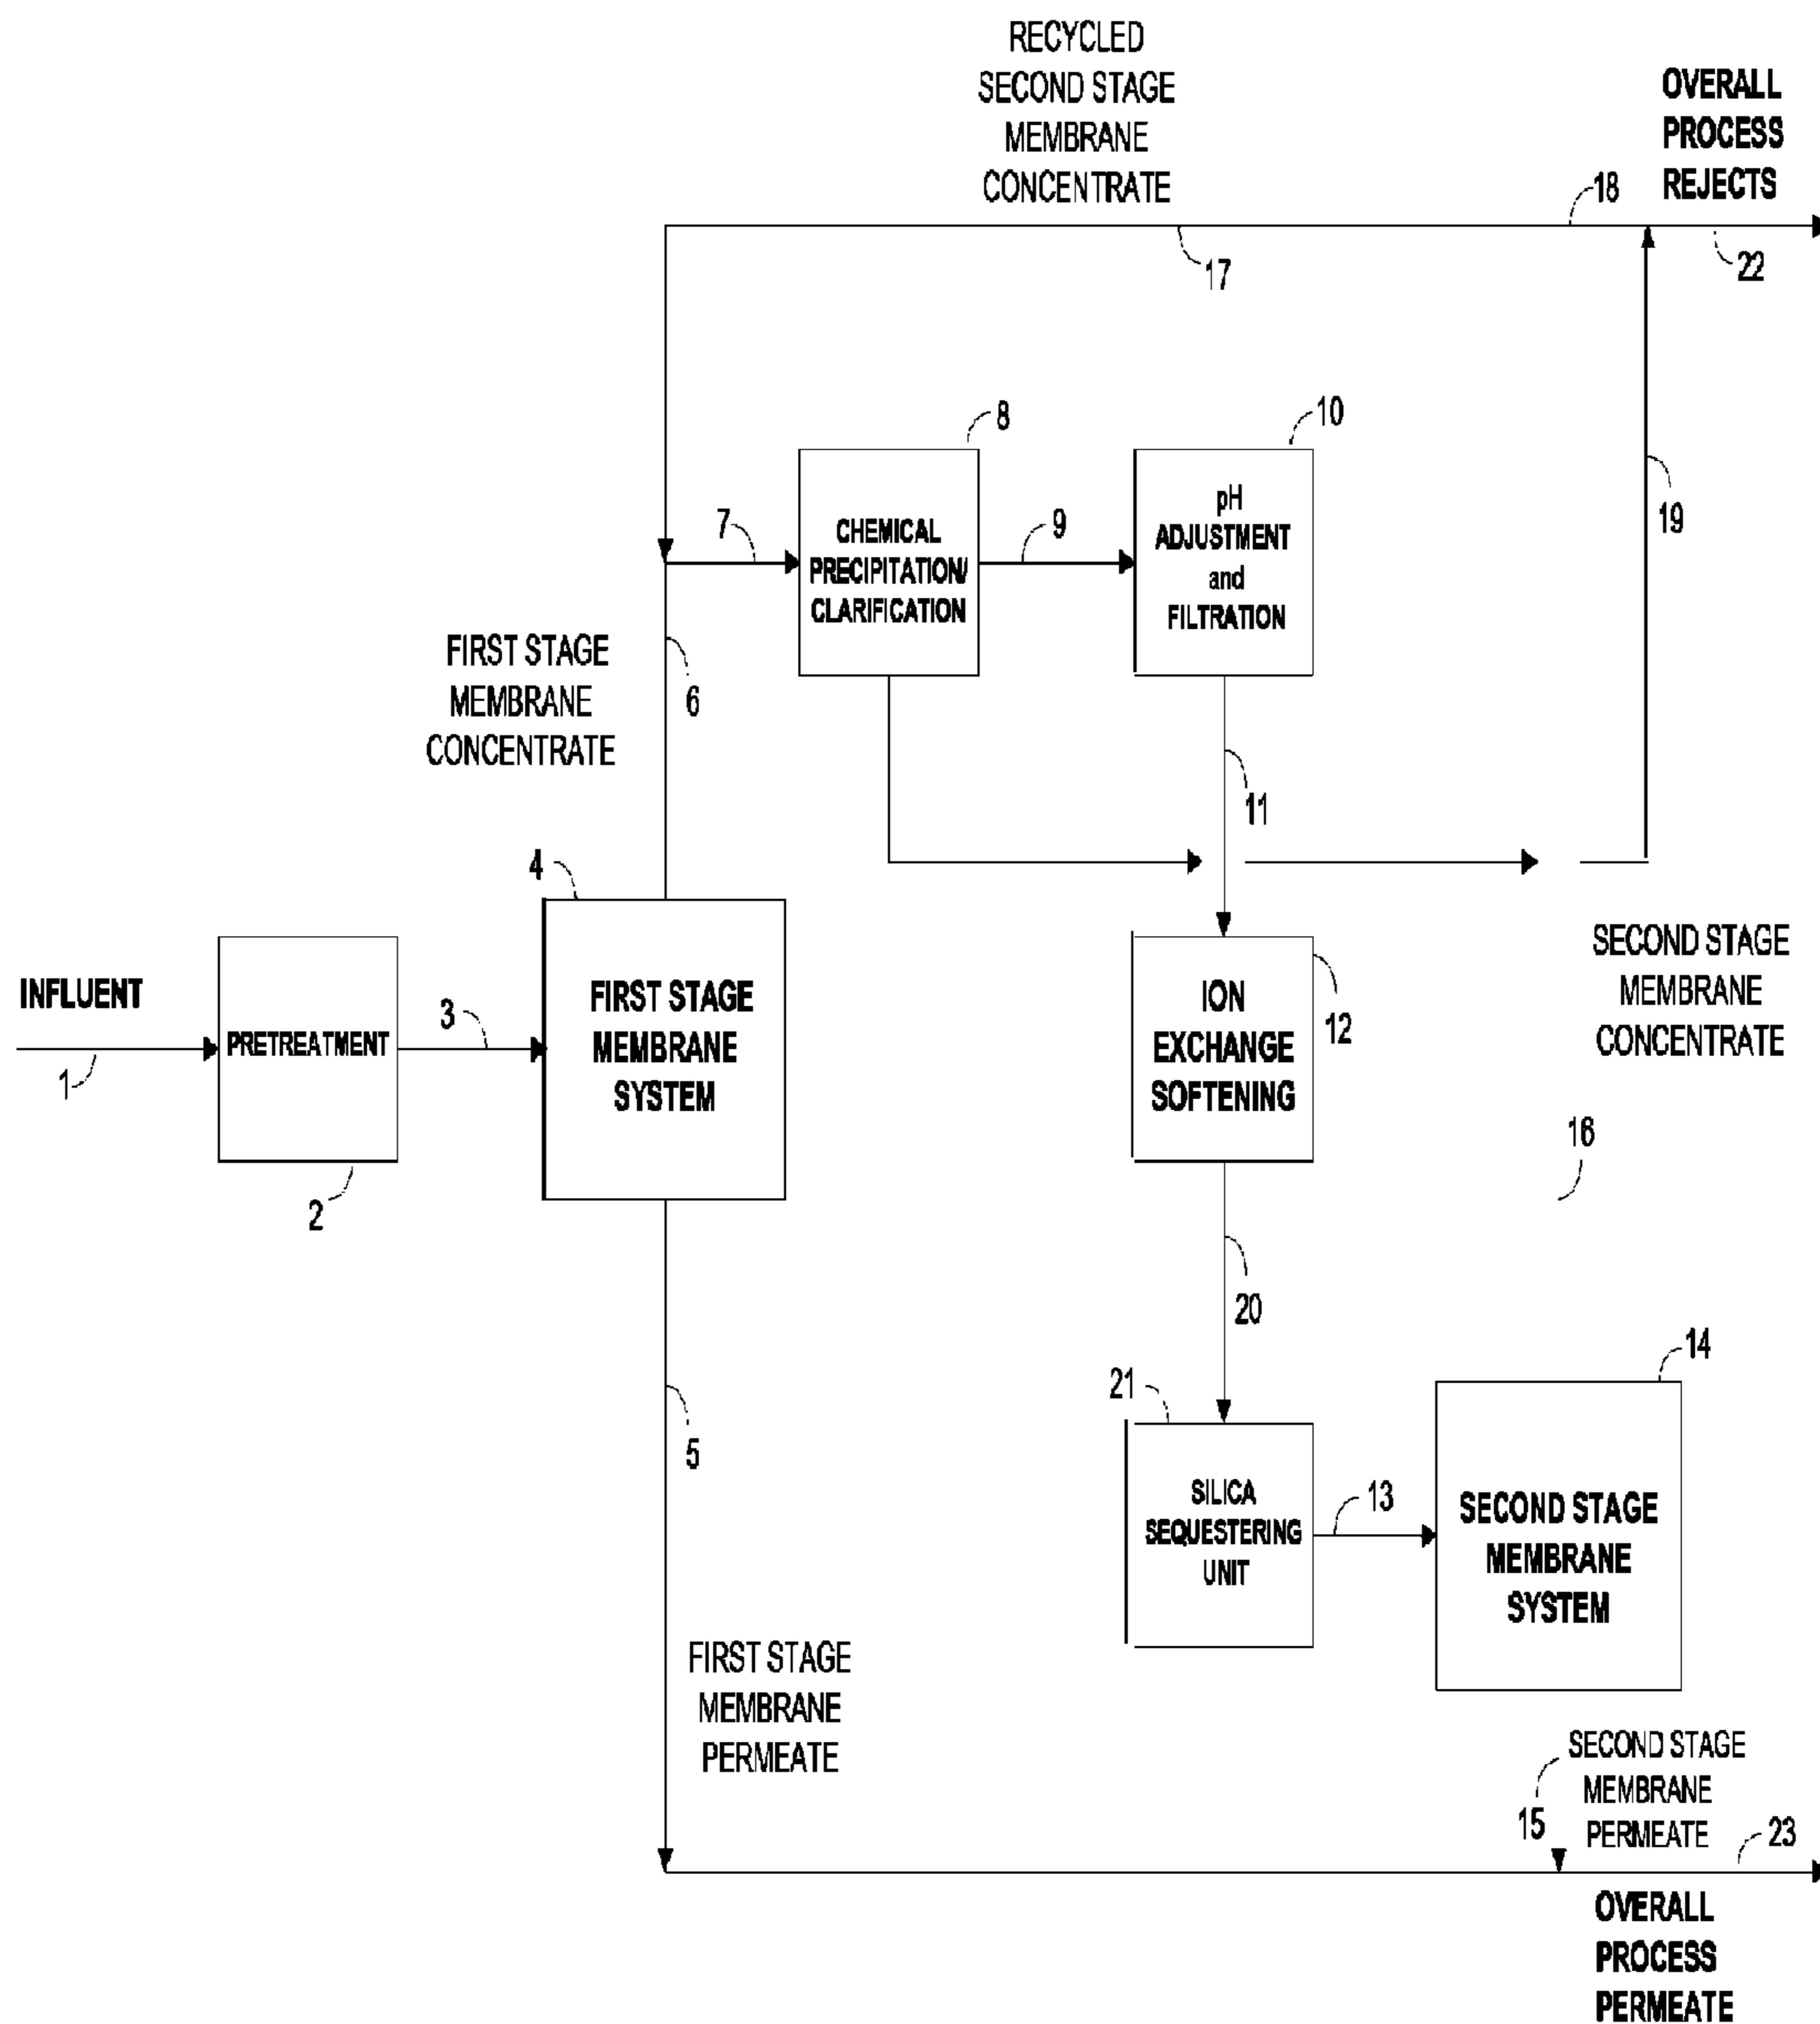 RECYCLED
SECOND STAGE
MEMBRANE
CONCENTRATE
OVERALL
PROCESS
REJECTS
18
17
22
8
10
7
CHEMICAL
PRECIPITATION/
CLARIFICATION
9
pH
ADJUSTMENT
and
FILTRATION
19
FIRST STAGE
MEMBRANE
CONCENTRATE
6
11
4
INFLUENT
1
PRETREATMENT
2
3
FIRST STAGE
MEMBRANE
SYSTEM
ION
EXCHANGE
SOFTENING
12
SECOND STAGE
MEMBRANE
CONCENTRATE
16
20
5
21
SILICA
SEQUESTERING
UNIT
13
14
SECOND STAGE
MEMBRANE
SYSTEM
FIRST STAGE
MEMBRANE
PERMEATE
15
SECOND STAGE
MEMBRANE
PERMEATE
23
OVERALL
PROCESS
PERMEATE